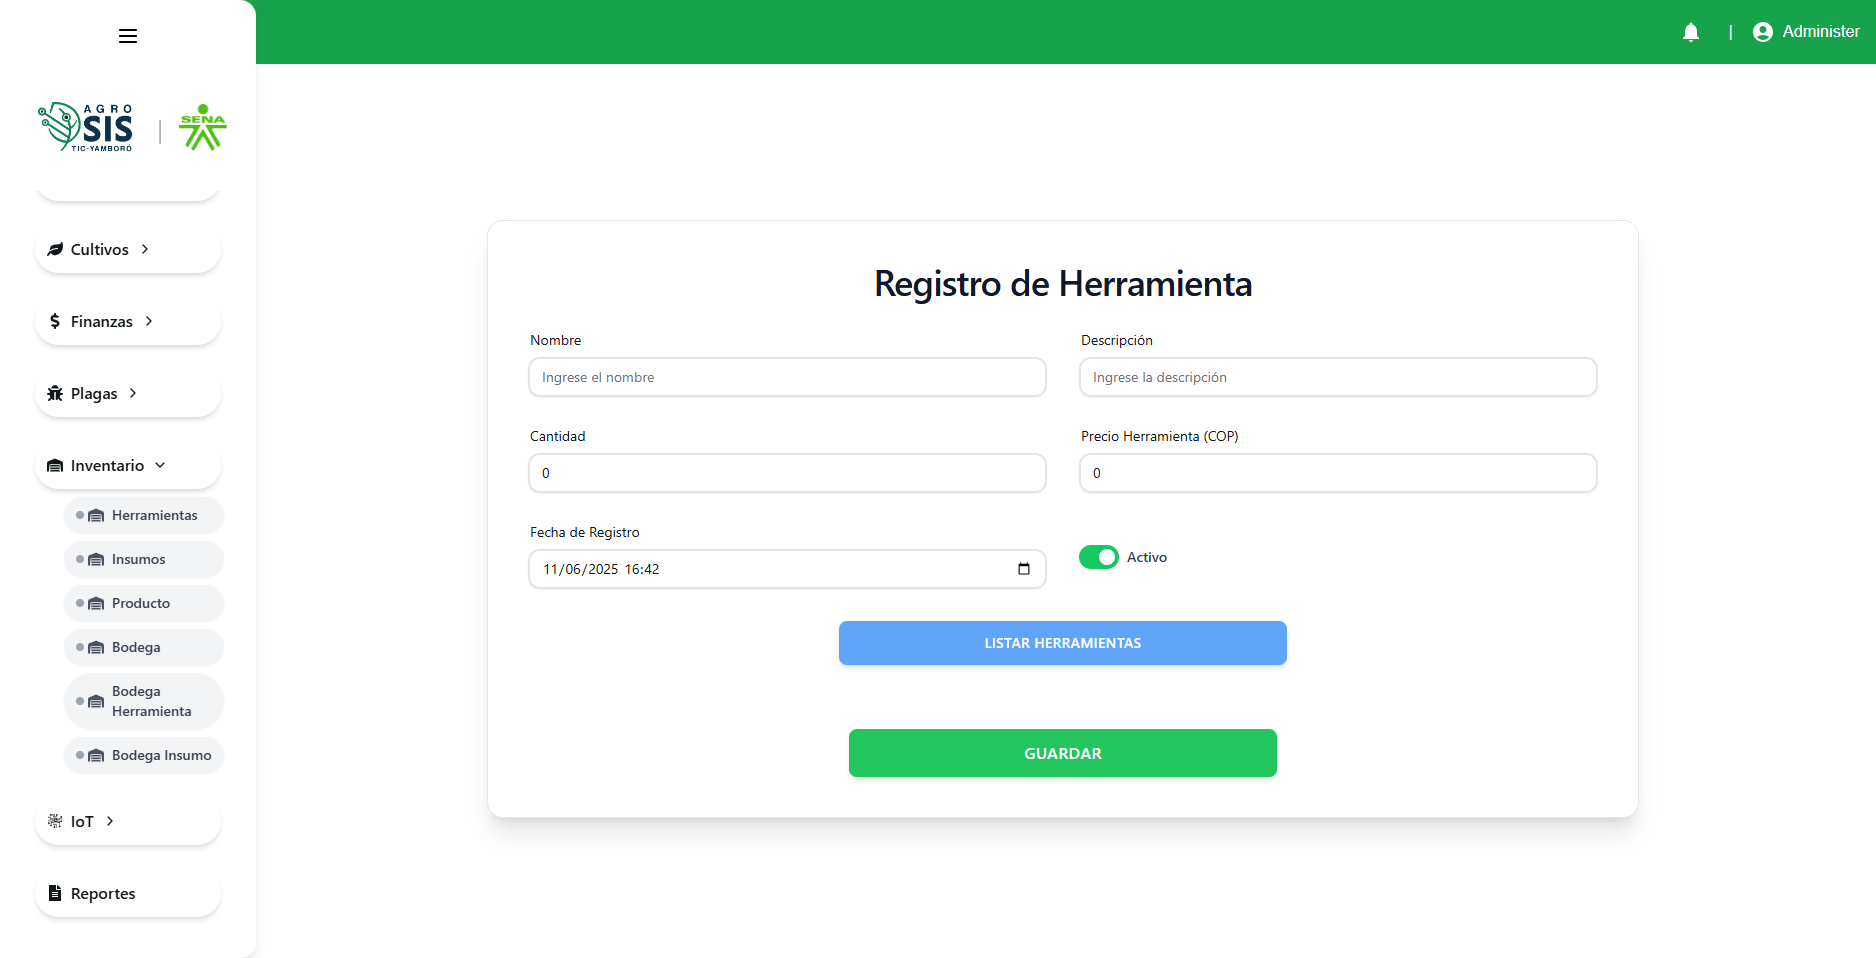 Administer
AGRO
SIS
TIC-YAMBORÓ
SENA
Cultivos
Finanzas
Plagas
Inventario
Herramientas
Insumos
Producto
Bodega
Bodega
Herramienta
Bodega Insumo
IoT
Reportes
Registro de Herramienta
Nombre
Descripción
Ingrese el nombre
Ingrese la descripción
Cantidad
Precio Herramienta (COP)
0
0
Fecha de Registro
11/06/2025 16:42
Activo
LISTAR HERRAMIENTAS
GUARDAR